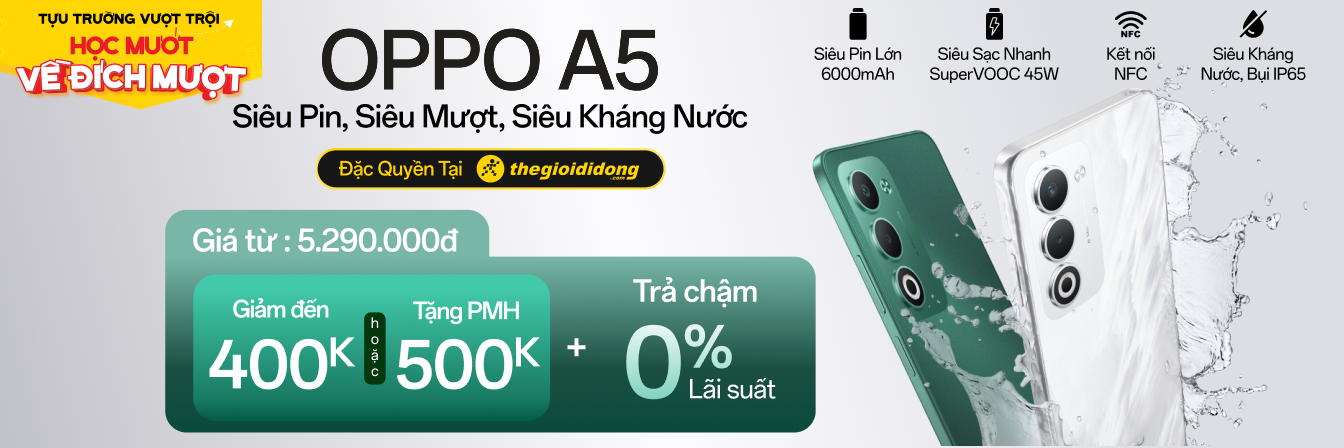 TỰU TRƯỜNG VƯỢT TRỘI
HỌC MƯỢT
VỀ ĐÍCH MƯỢT
OPPO A5
Siêu Pin, Siêu Mượt, Siêu Kháng Nước
Đặc Quyền Tại thegioididong.com
Siêu Pin Lớn
6000mAh
Siêu Sạc Nhanh
SuperVOOC 45W
NFC
Kết nối
NFC
Siêu Kháng
Nước, Bụi IP65
Giá từ : 5.290.000đ
Giảm đến
400K
hoặc
Tặng PMH
500K
+
Trả chậm
0%
Lãi suất